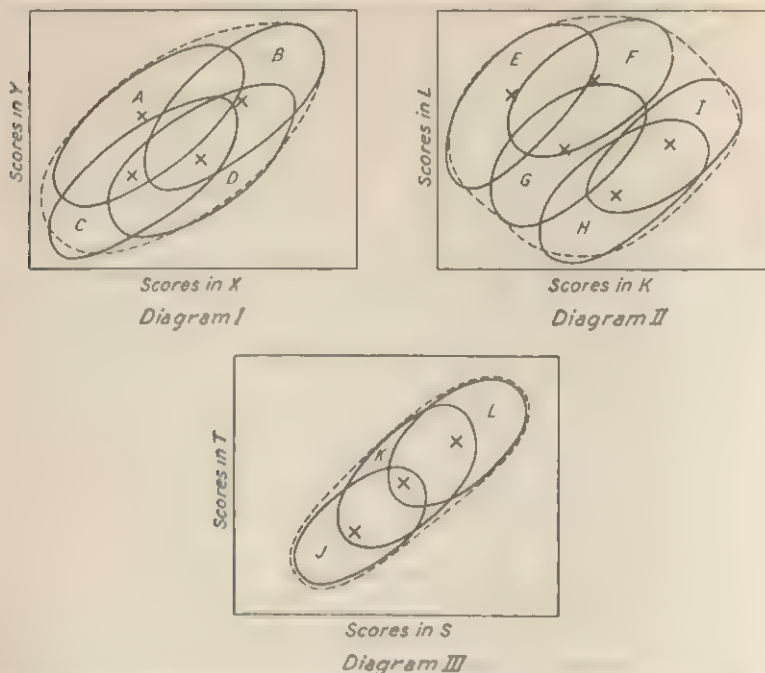 A
B
C
D
Scores in Y
Scores in X
Diagram I
E
F
G
H
I
Scores in L
Scores in K
Diagram II
J
K
L
Scores in T
Scores in S
Diagram III